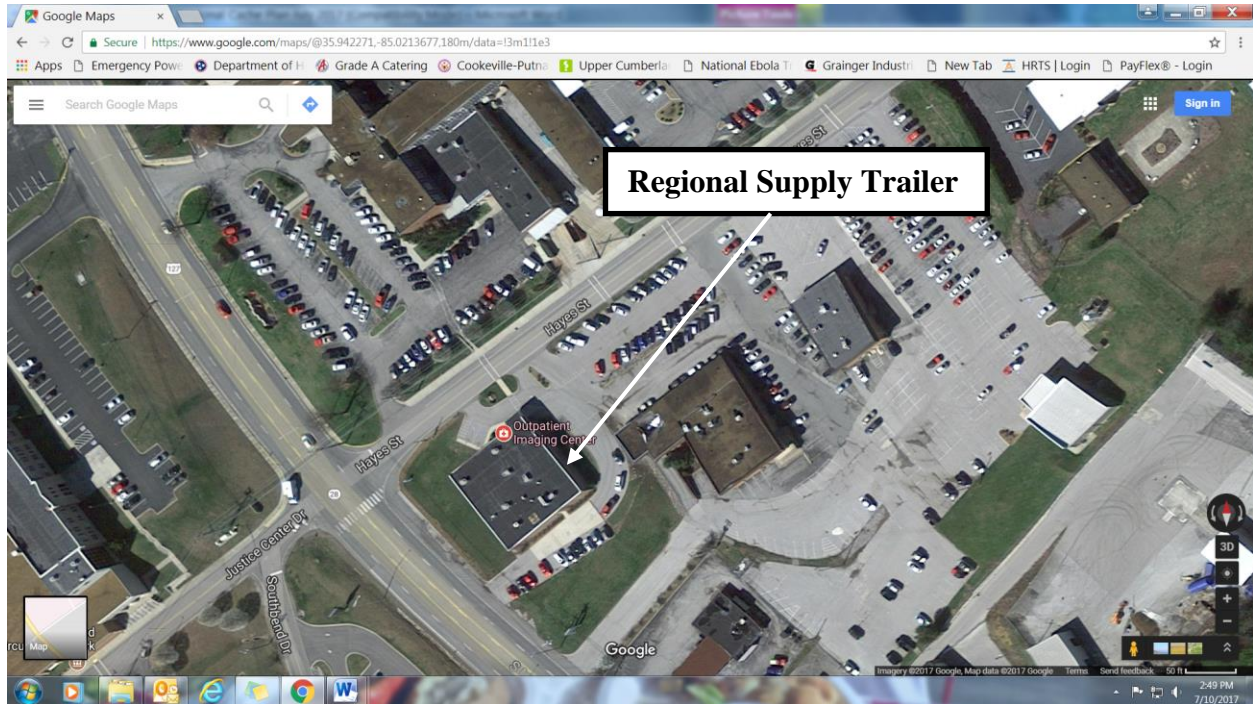 Google Maps ×
Secure | https://www.google.com/maps/@35.942271,-85.0213677,180m/data=!3m1!1e3
Apps Emergency Powe Department of H Grade A Catering Cookeville-Putna Upper Cumberla National Ebola Tr Grainger Industri New Tab HRTS | Login PayFlex® - Login
Search Google Maps
Sign in
Regional Supply Trailer
127
Hayes St
Outpatient
Imaging Center
Hayes St
28
Justice Center Dr
Southbend Dr
3D
+
−
Map
Google
Imagery ©2017 Google, Map data ©2017 Google Terms Send feedback 50 ft
2:49 PM
7/10/2017